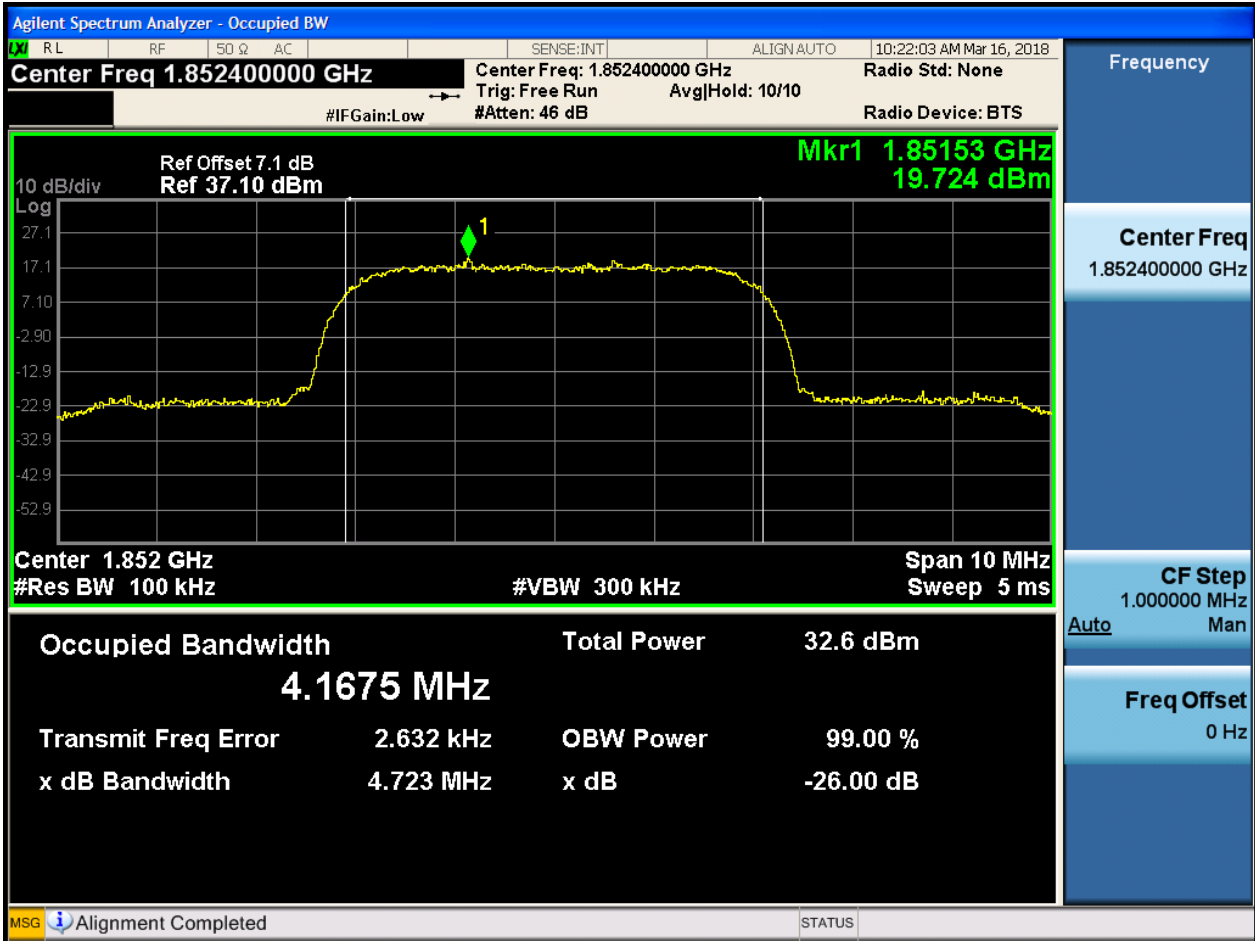 Agilent Spectrum Analyzer - Occupied BW
LXI RL RF 50 Ω AC SENSE:INT ALIGN AUTO 10:22:03 AM Mar 16, 2018
Center Freq 1.852400000 GHz
Center Freq: 1.852400000 GHz Radio Std: None
Trig: Free Run Avg|Hold: 10/10
#IFGain:Low #Atten: 46 dB Radio Device: BTS
Mkr1 1.85153 GHz
19.724 dBm
Ref Offset 7.1 dB
10 dB/div Ref 37.10 dBm
Log
1
27.1
17.1
7.10
-2.90
-12.9
-22.9
-32.9
-42.9
-52.9
Center 1.852 GHz Span 10 MHz
#Res BW 100 kHz #VBW 300 kHz Sweep 5 ms
Occupied Bandwidth Total Power 32.6 dBm
4.1675 MHz
Transmit Freq Error 2.632 kHz OBW Power 99.00 %
x dB Bandwidth 4.723 MHz x dB -26.00 dB
Frequency
Center Freq
1.852400000 GHz
CF Step
1.000000 MHz
Auto Man
Freq Offset
0 Hz
MSG Alignment Completed STATUS